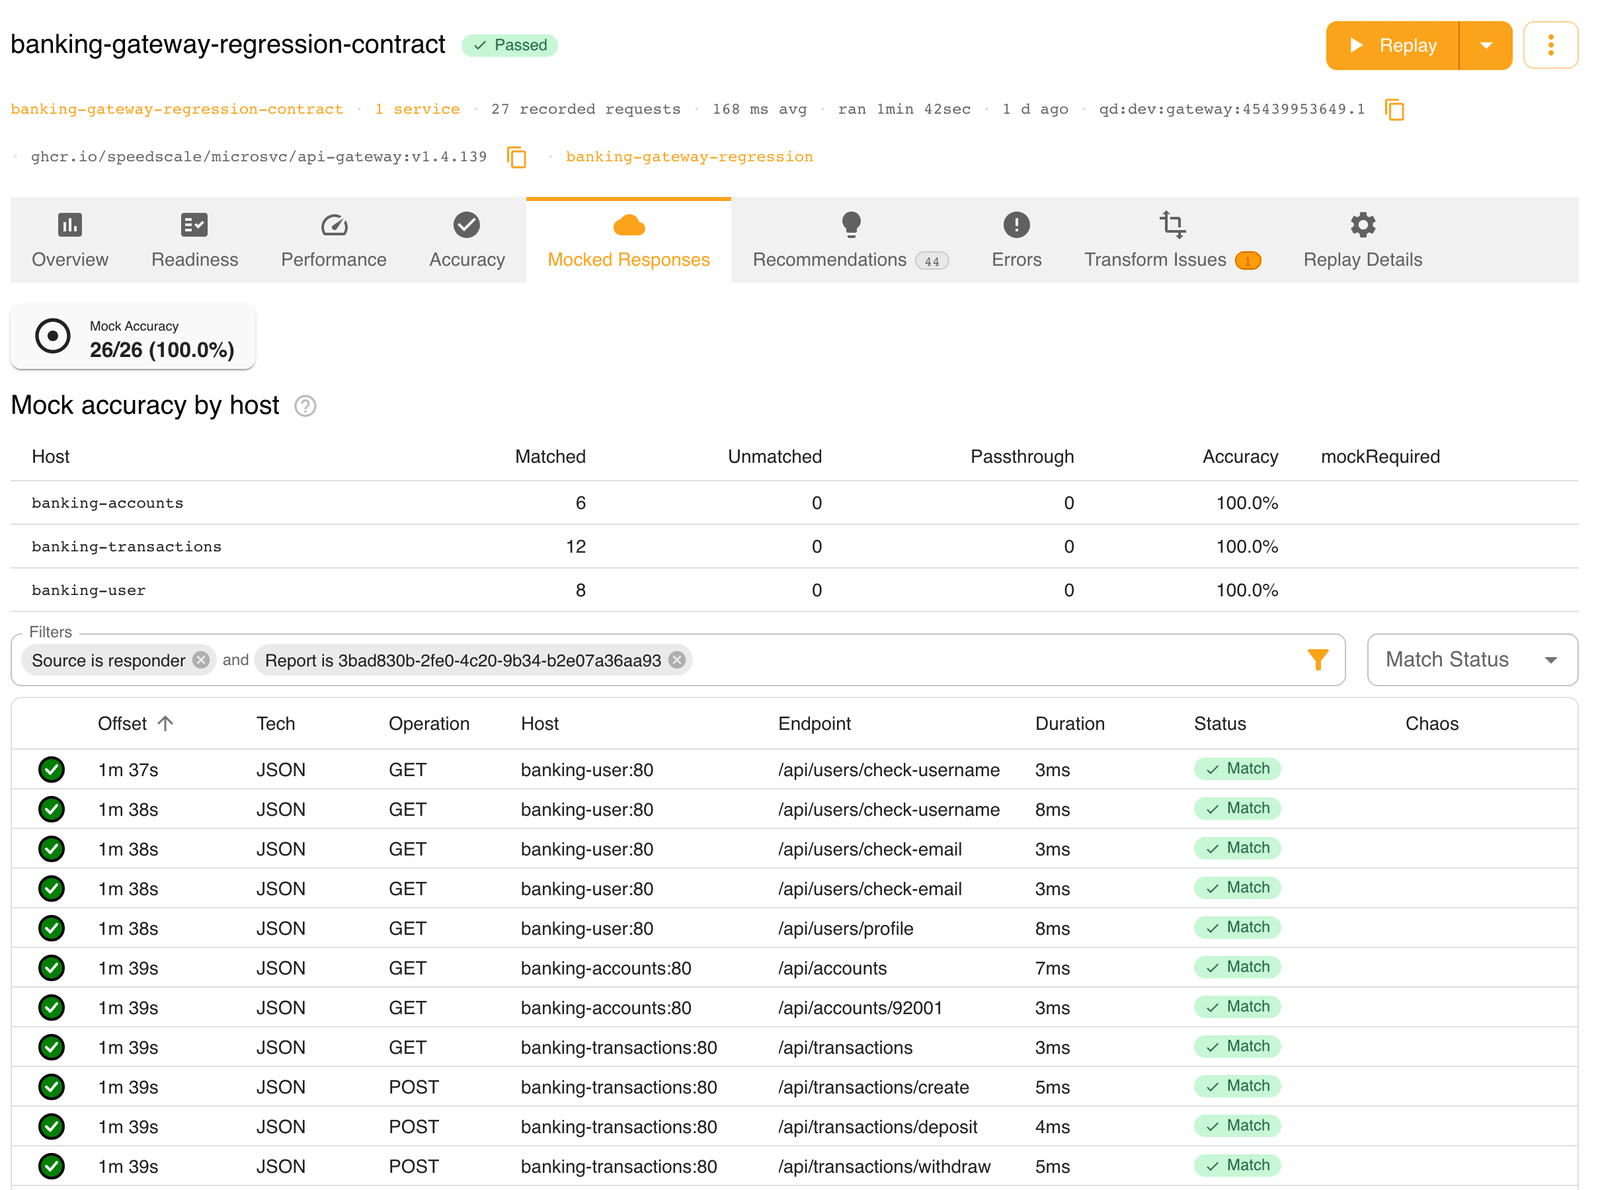 banking-gateway-regression-contract Passed Replay
banking-gateway-regression-contract · 1 service · 27 recorded requests · 168 ms avg · ran 1min 42sec · 1 d ago · qd:dev:gateway:45439953649.1
· ghcr.io/speedscale/microsvc/api-gateway:v1.4.139 · banking-gateway-regression
Overview Readiness Performance Accuracy Mocked Responses Recommendations 44 Errors Transform Issues 1 Replay Details
Mock Accuracy
26/26 (100.0%)
Mock accuracy by host ?
Host Matched Unmatched Passthrough Accuracy mockRequired
banking-accounts 6 0 0 100.0%
banking-transactions 12 0 0 100.0%
banking-user 8 0 0 100.0%
Filters
Source is responder and Report is 3bad830b-2fe0-4c20-9b34-b2e07a36aa93 Match Status
Offset Tech Operation Host Endpoint Duration Status Chaos
1m 37s JSON GET banking-user:80 /api/users/check-username 3ms Match
1m 38s JSON GET banking-user:80 /api/users/check-username 8ms Match
1m 38s JSON GET banking-user:80 /api/users/check-email 3ms Match
1m 38s JSON GET banking-user:80 /api/users/check-email 3ms Match
1m 38s JSON GET banking-user:80 /api/users/profile 8ms Match
1m 39s JSON GET banking-accounts:80 /api/accounts 7ms Match
1m 39s JSON GET banking-accounts:80 /api/accounts/92001 3ms Match
1m 39s JSON GET banking-transactions:80 /api/transactions 3ms Match
1m 39s JSON POST banking-transactions:80 /api/transactions/create 5ms Match
1m 39s JSON POST banking-transactions:80 /api/transactions/deposit 4ms Match
1m 39s JSON POST banking-transactions:80 /api/transactions/withdraw 5ms Match